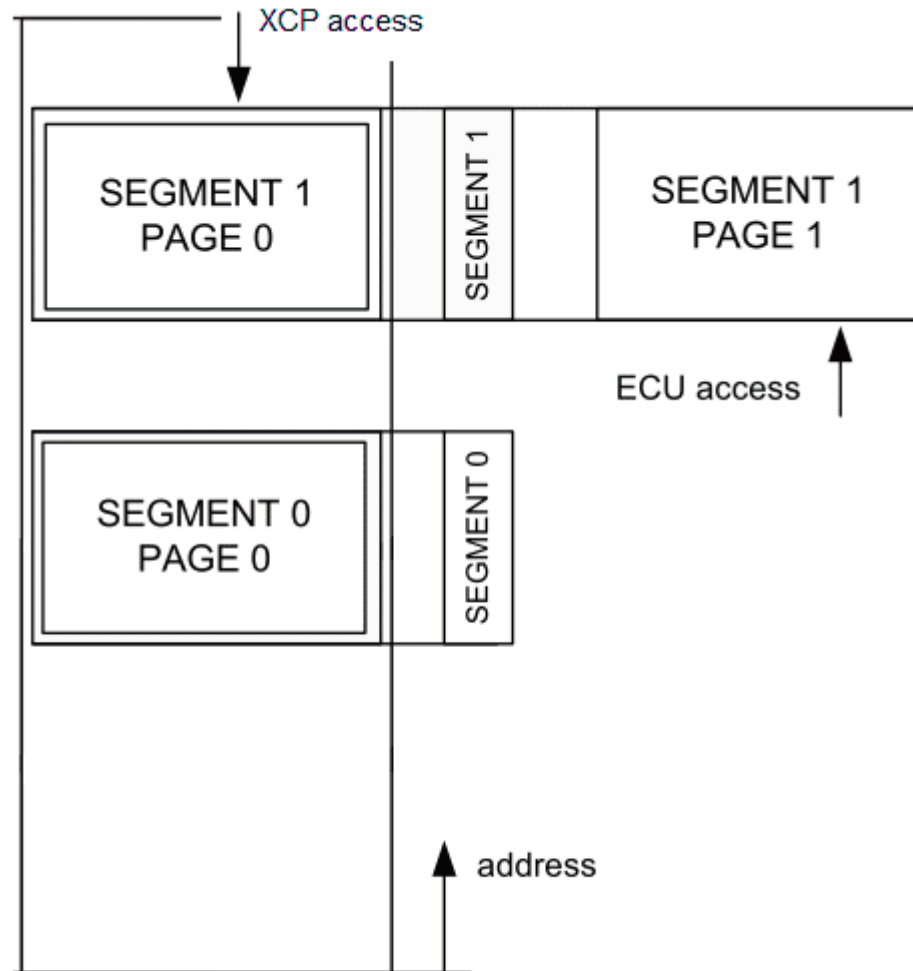 XCP access
SEGMENT 1
PAGE 0
SEGMENT 1
SEGMENT 1
PAGE 1
ECU access
SEGMENT 0
PAGE 0
SEGMENT 0
address